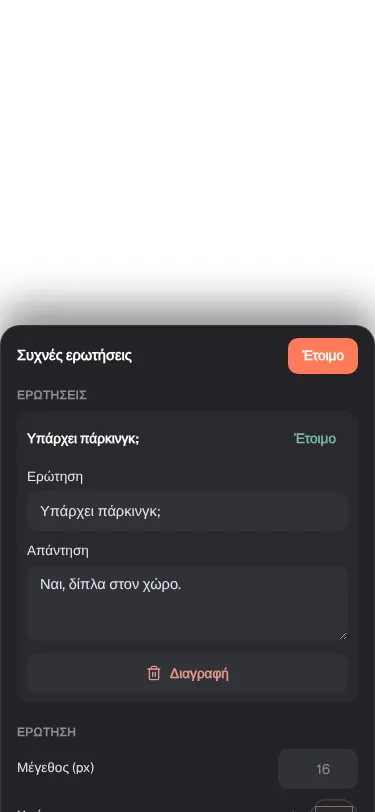 Συχνές ερωτήσεις
Έτοιμο
ΕΡΩΤΗΣΕΙΣ
Υπάρχει πάρκινγκ;
Έτοιμο
Ερώτηση
Υπάρχει πάρκινγκ;
Απάντηση
Ναι, δίπλα στον χώρο.
Διαγραφή
ΕΡΩΤΗΣΗ
Μέγεθος (px)
16